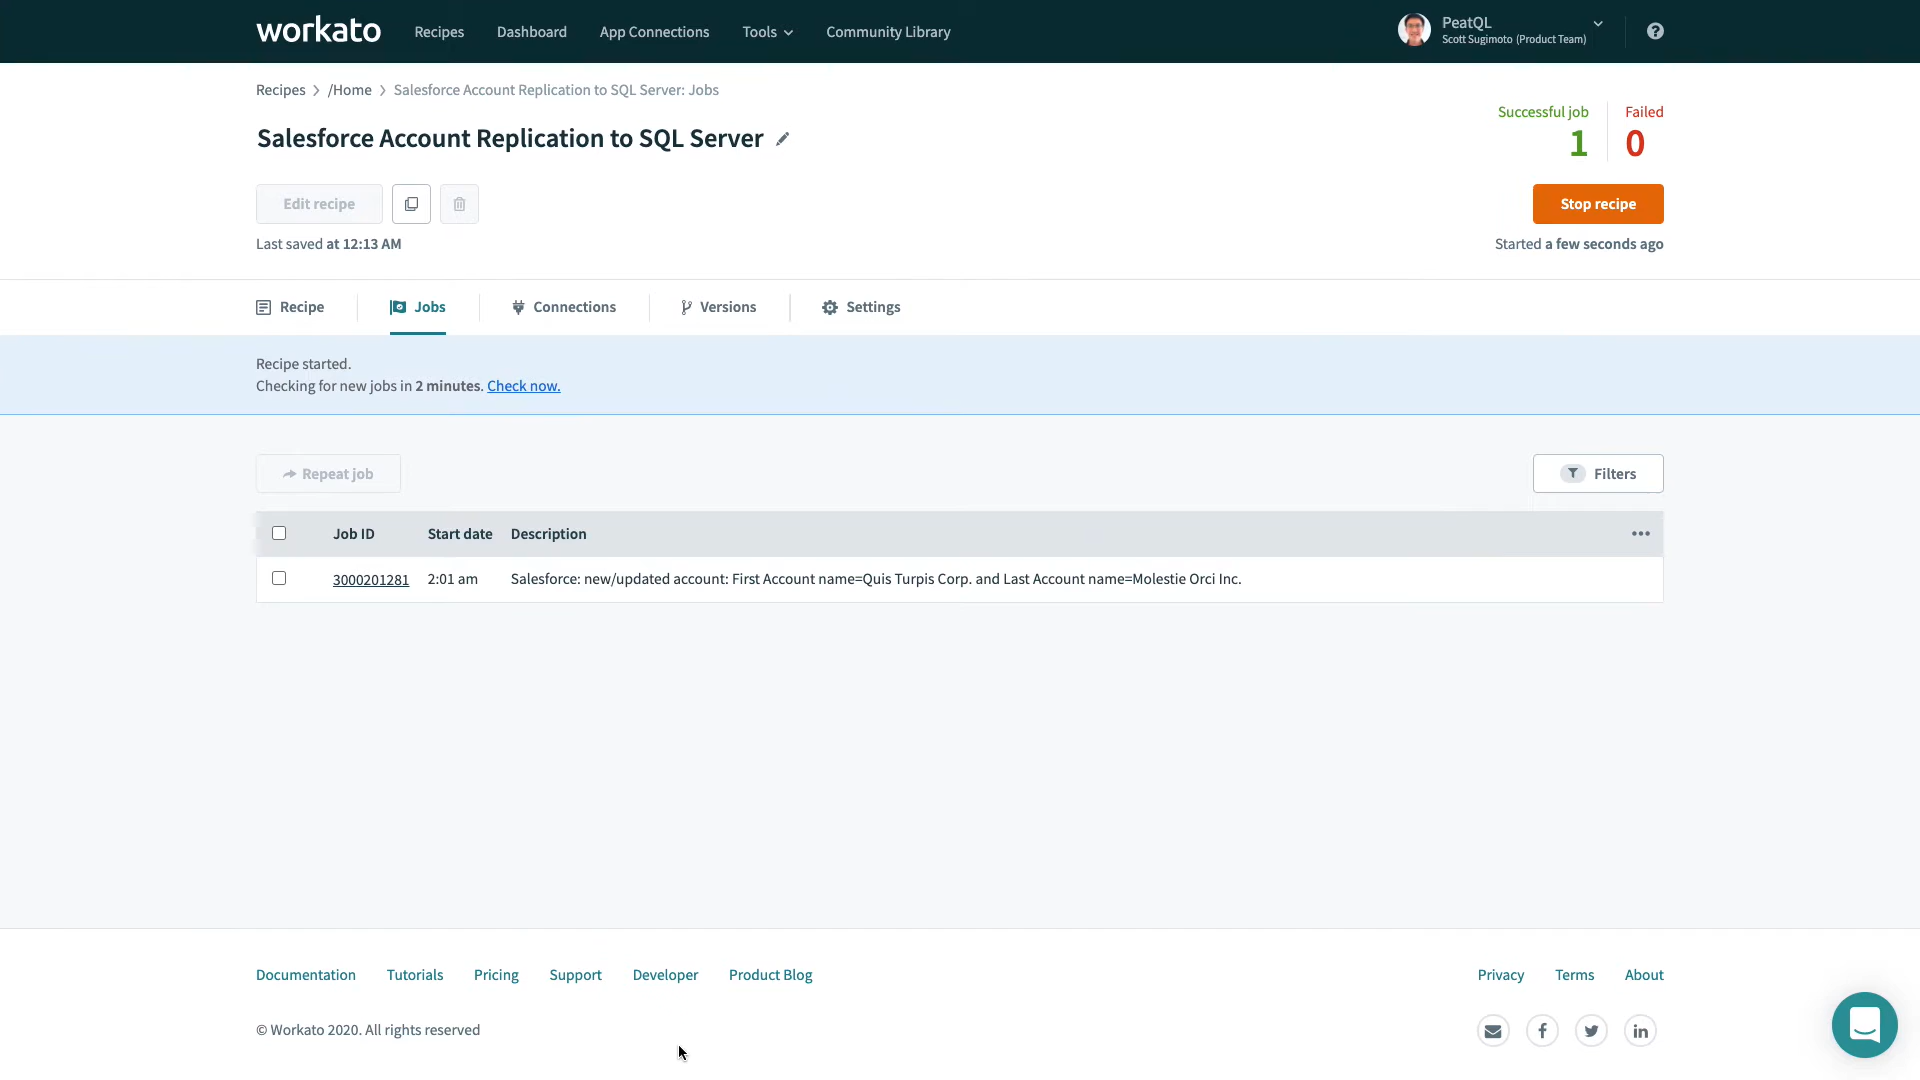 workato Recipes Dashboard App Connections Tools Community Library PeatQL
Scott Sugimoto (Product Team)
Recipes /Home Salesforce Account Replication to SQL Server: Jobs
Successful job Failed
Salesforce Account Replication to SQL Server 1 0
Edit recipe Stop recipe
Last saved at 12:13 AM Started a few seconds ago
Recipe Jobs Connections Versions Settings
Recipe started.
Checking for new jobs in 2 minutes. Check now.
Repeat job Filters
Job ID Start date Description
3000201281 2:01 am Salesforce: new/updated account: First Account name=Quis Turpis Corp. and Last Account name=Molestie Orci Inc.
Documentation Tutorials Pricing Support Developer Product Blog Privacy Terms About
© Workato 2020. All rights reserved